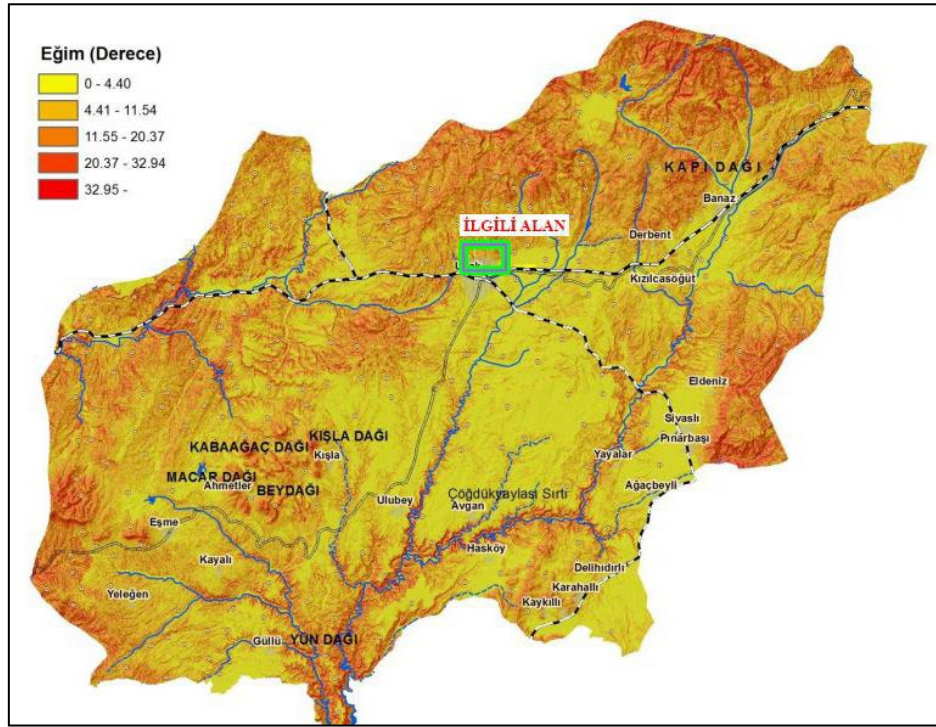 Eğim (Derece)
0 - 4.40
4.41 - 11.54
11.55 - 20.37
20.37 - 32.94
32.95 -
KAPI DAĞI
Banaz
İLGİLİ ALAN
Derbent
Kızılcasöğüt
Eldeniz
Sivaslı
Pınarbaşı
KIŞLA DAĞI
KABAAĞAÇ DAĞI
Kışla
Yayalar
MACAR DAĞI
Ahmetler
BEYDAĞI
Ağaçbeyli
Ulubey
Çöğdükyaylası Sırtı
Avgan
Eşme
Hasköy
Kayalı
Delihıdırlı
Karahallı
Yeleğen
Kaykıllı
Güllü
YÜN DAĞI